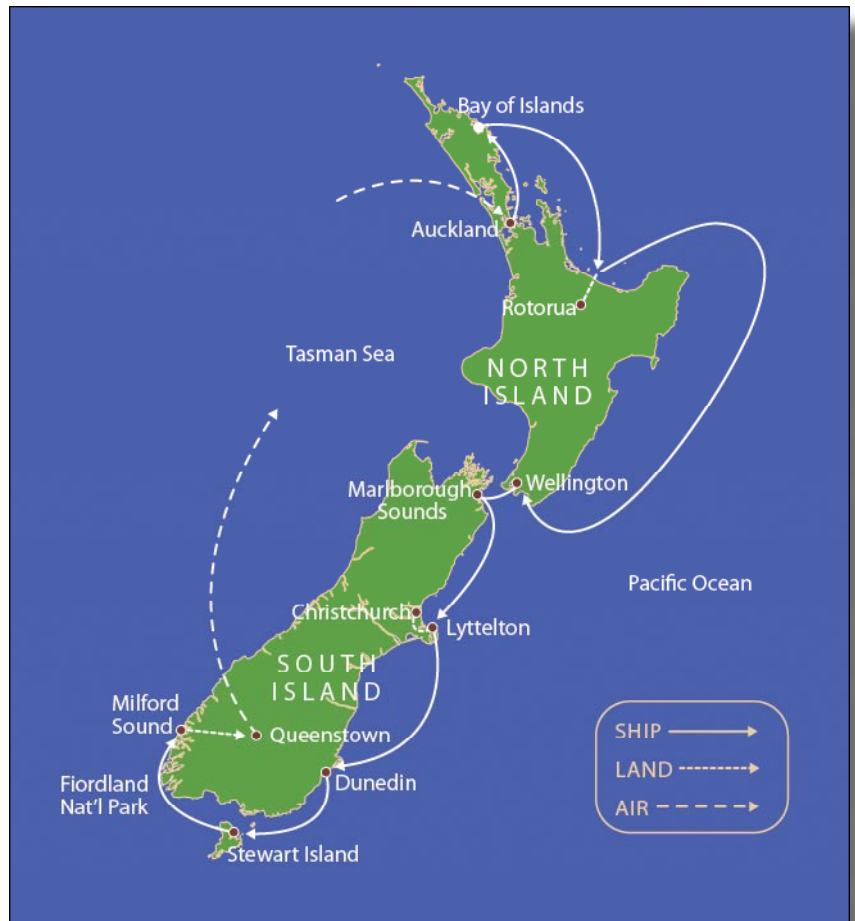 Bay of Islands
Auckland
Rotorua
Tasman Sea
NORTH
ISLAND
Marlborough
Sounds
Wellington
Pacific Ocean
Christchurch
Lyttelton
SOUTH
ISLAND
Milford
Sound
Queenstown
Fiordland
Nat'l Park
Dunedin
Stewart Island
SHIP
LAND
AIR